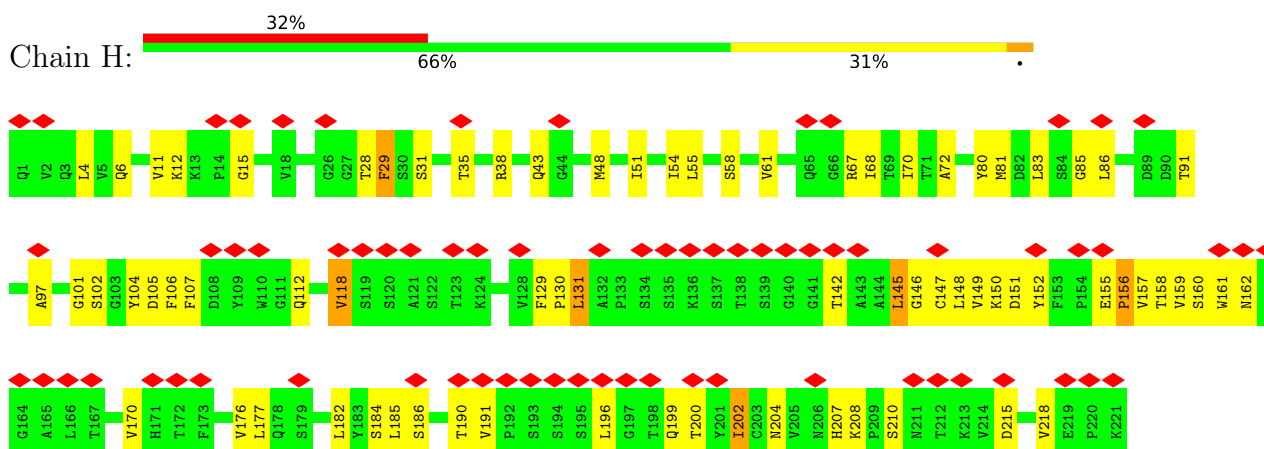 32%
Chain H:
66% 31% •
Q1 V2 Q3 L4 V5 Q6 V11 K12 K13 P14 G15 V18 G26 G27 T28 F29 S30 S31 T35 R38 Q43 G44 M48 I51 I54 L55 S58 V61 Q65 G66 R67 I68 T69 I70 T71 A72 Y80 M81 D82 L83 S84 G85 L86 D89 D90 T91
A97 G101 S102 G103 Y104 D105 F106 F107 D108 Y109 W110 G111 Q112 V118 S119 S120 A121 S122 T123 K124 V128 F129 P130 L131 A132 P133 S134 S135 K136 S137 T138 S139 G140 G141 T142 A143 A144 L145 G146 C147 L148 V149 K150 D151 Y152 F153 P154 E155 P156 V157 T158 V159 S160 W161 N162
G164 A165 L166 T167 V170 H171 T172 F173 V176 L177 Q178 S179 L182 Y183 S184 L185 S186 T190 V191 P192 S193 S194 S195 L196 G197 T198 Q199 T200 Y201 I202 C203 N204 V205 N206 H207 K208 P209 S210 N211 T212 K213 V214 D215 V218 E219 P220 K221